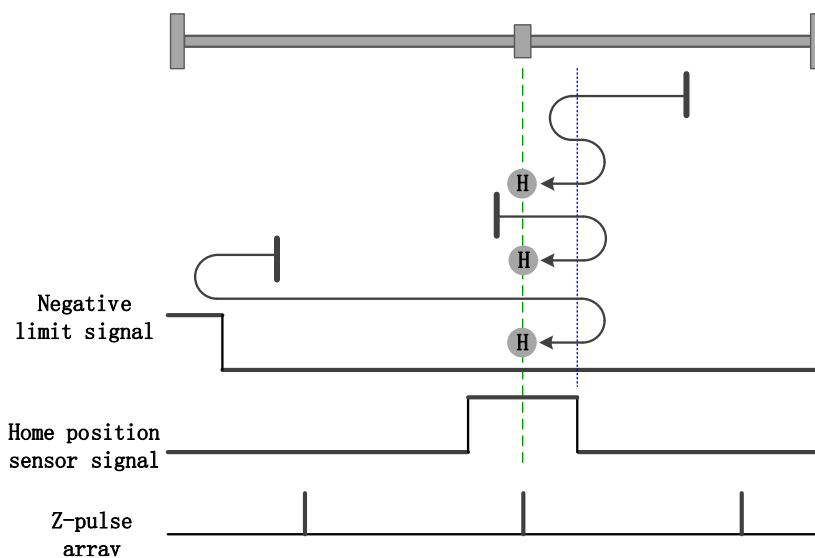 H
H
H
Negative
limit signal
Home position
sensor signal
Z-pulse
array